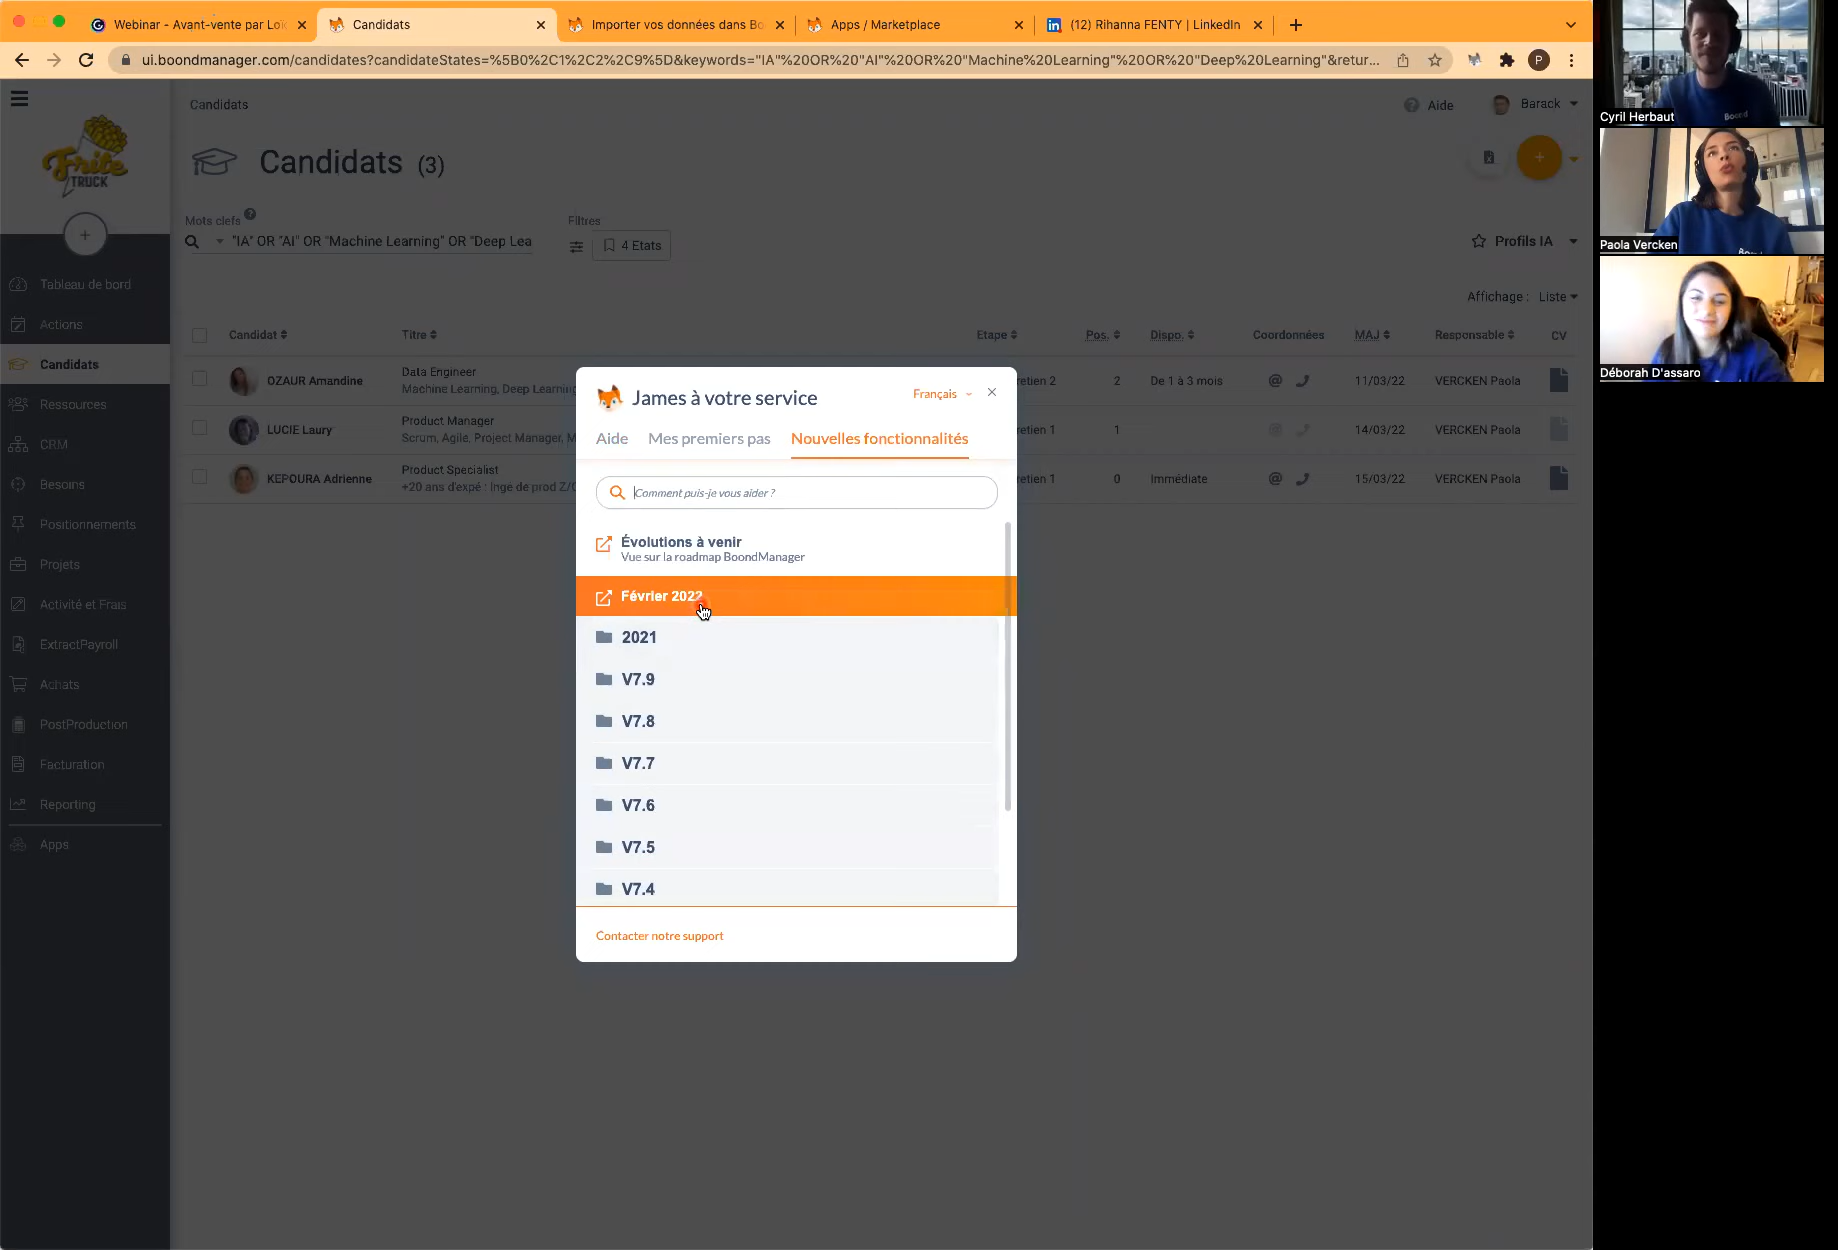 Webinar - Avant-vente par Loï
Candidats
Importer vos données dans Bo
Apps / Marketplace
(12) Rihanna FENTY | LinkedIn
ui.boondmanager.com/candidates?candidateStates=%5B0%2C1%2C2%2C9%5D&keywords="IA"%20OR%20"AI"%20OR%20"Machine%20Learning"%20OR%20"Deep%20Learning"&retur...
P
Frite
TRUCK
Tableau de bord
Actions
Candidats
Ressources
CRM
Besoins
Positionnements
Projets
Activité et Frais
ExtractPayroll
Achats
PostProduction
Facturation
Reporting
Apps
Candidats
Aide
Barack
Candidats (3)
Mots clefs
Filtres
"IA" OR "AI" OR "Machine Learning" OR "Deep Lea
4 Etats
Profils IA
Affichage : Liste
Candidat Titre Etape Pos. Dispo. Coordonnées MAJ Responsable CV
OZAUR Amandine
Data Engineer
Machine Learning, Deep Learning
retien 2 2 De 1 à 3 mois 11/03/22 VERCKEN Paola
LUCIE Laury
Product Manager
Scrum, Agile, Project Manager, M
retien 1 1 14/03/22 VERCKEN Paola
KEPOURA Adrienne
Product Specialist
+20 ans d'expé : Inge de prod Z/O
retien 1 0 Immédiate 15/03/22 VERCKEN Paola
James à votre service
Français
Aide
Mes premiers pas
Nouvelles fonctionnalités
Comment puis-je vous aider ?
Évolutions à venir
Vue sur la roadmap BoondManager
Février 2022
2021
V7.9
V7.8
V7.7
V7.6
V7.5
V7.4
Contacter notre support
Cyril Herbaut
Paola Vercken
Déborah D'assaro